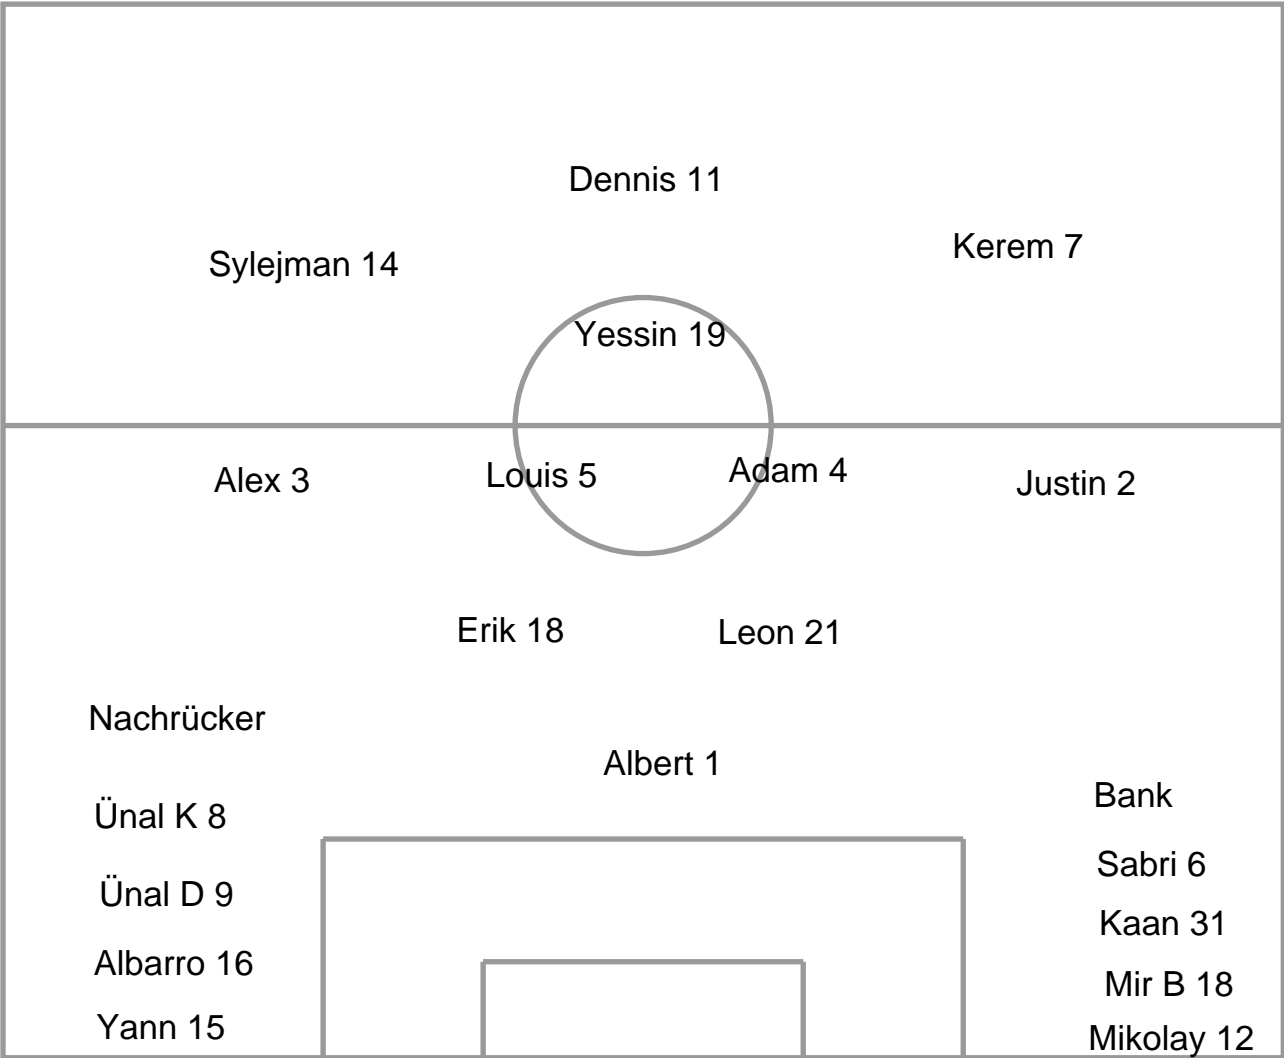 Dennis 11
Kerem 7
Sylejman 14
Yessin 19
Alex 3
Louis 5
Adam 4
Justin 2
Erik 18
Leon 21
Nachrücker
Albert 1
Bank
Ünal K 8
Sabri 6
Ünal D 9
Kaan 31
Albarro 16
Mir B 18
Yann 15
Mikolay 12